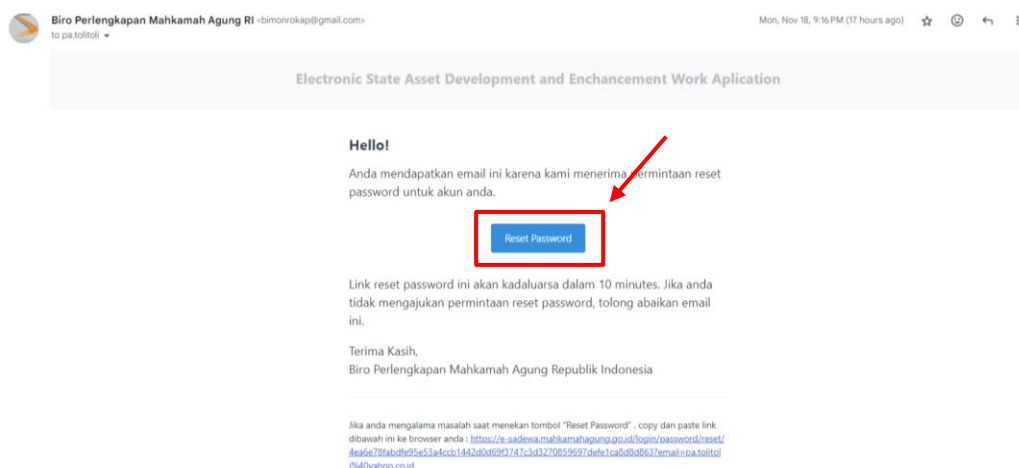 Biro Perlengkapan Mahkamah Agung RI <bimonrokap@gmail.com>
Mon, Nov 18, 9:16 PM (17 hours ago)
to pa.tolitoli
Electronic State Asset Development and Enchancement Work Aplication
Hello!
Anda mendapatkan email ini karena kami menerima permintaan reset
password untuk akun anda.
Reset Password
Link reset password ini akan kadaluarsa dalam 10 minutes. Jika anda
tidak mengajukan permintaan reset password, tolong abaikan email
ini.
Terima Kasih,
Biro Perlengkapan Mahkamah Agung Republik Indonesia
Jika anda mengalama masalah saat menekan tombol "Reset Password" , copy dan paste link
dibawah ini ke browser anda : https://e-sadewa.mahkamahagung.go.id/login/password/reset/
4ea6e78fabdfe95e53a4ccb1442d0d69f3747c3d3270859697defe1ca8d8d863?email=pa.tolitol
i%40yahoo.co.id